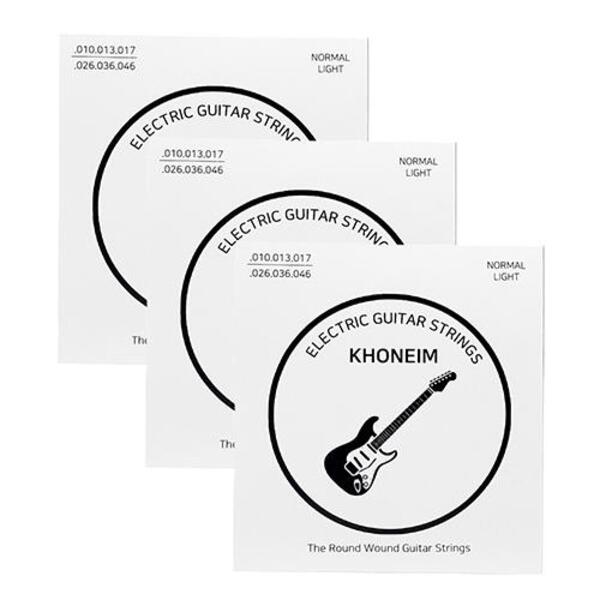 .010.013.017
.026.036.046
NORMAL
LIGHT
ELECTRIC GUITAR STRINGS
The
.010.013.017
.026.036.046
NORMAL
LIGHT
ELECTRIC GUITAR STRINGS
Th
.010.013.017
.026.036.046
NORMAL
LIGHT
ELECTRIC GUITAR STRINGS
KHONEIM
The Round Wound Guitar Strings